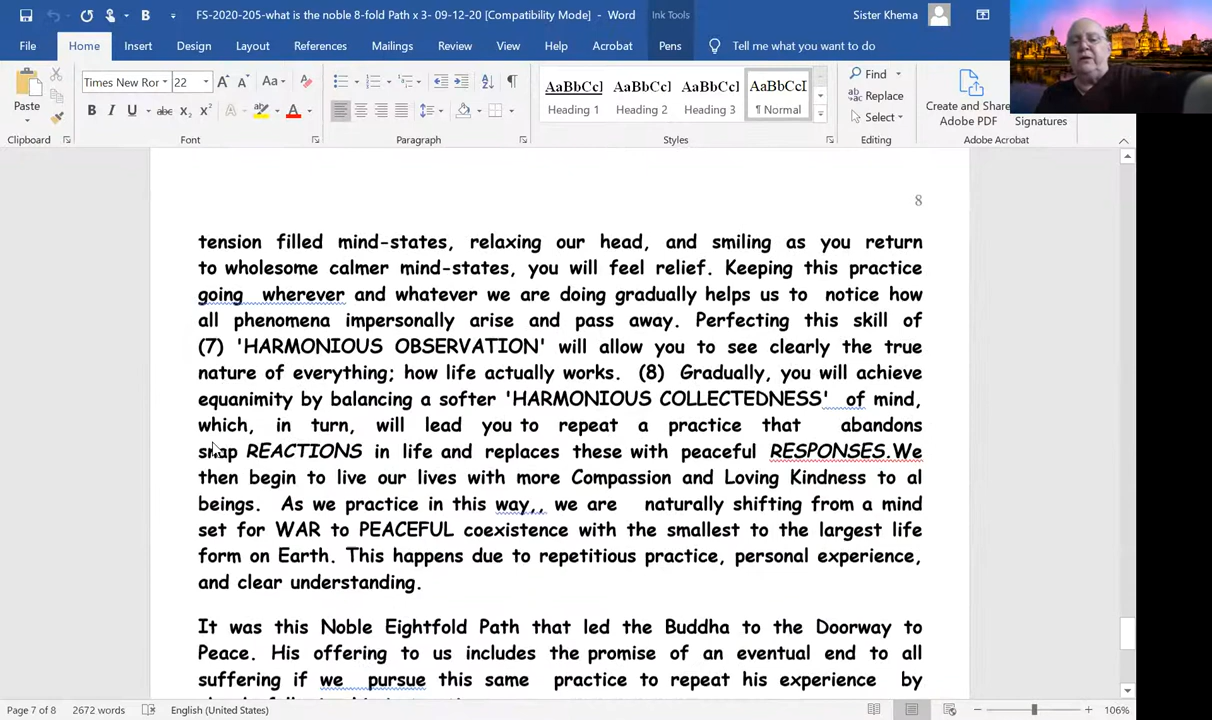 FS-2020-205-what is the noble 8-fold Path x 3- 09-12-20 [Compatibility Mode] - Word
Ink Tools
Sister Khema
File Home Insert Design Layout References Mailings Review View Help Acrobat Pens Tell me what you want to do
Times New Ror 22
Paste
AaBbCcl AaBbCcI AaBbCcI AaBbCcI
Heading 1 Heading 2 Heading 3 ¶ Normal
Find
Replace
Select
Create and Share
Adobe PDF
Signatures
Clipboard Font Paragraph Styles Editing Adobe Acrobat
8
tension filled mind-states, relaxing our head, and smiling as you return
to wholesome calmer mind-states, you will feel relief. Keeping this practice
going wherever and whatever we are doing gradually helps us to notice how
all phenomena impersonally arise and pass away. Perfecting this skill of
(7) 'HARMONIOUS OBSERVATION' will allow you to see clearly the true
nature of everything; how life actually works. (8) Gradually, you will achieve
equanimity by balancing a softer 'HARMONIOUS COLLECTEDNESS' of mind,
which, in turn, will lead you to repeat a practice that abandons
snap REACTIONS in life and replaces these with peaceful RESPONSES.We
then begin to live our lives with more Compassion and Loving Kindness to al
beings. As we practice in this way,, we are naturally shifting from a mind
set for WAR to PEACEFUL coexistence with the smallest to the largest life
form on Earth. This happens due to repetitious practice, personal experience,
and clear understanding.
It was this Noble Eightfold Path that led the Buddha to the Doorway to
Peace. His offering to us includes the promise of an eventual end to all
suffering if we pursue this same practice to repeat his experience by
Page 7 of 8 2672 words English (United States) 106%